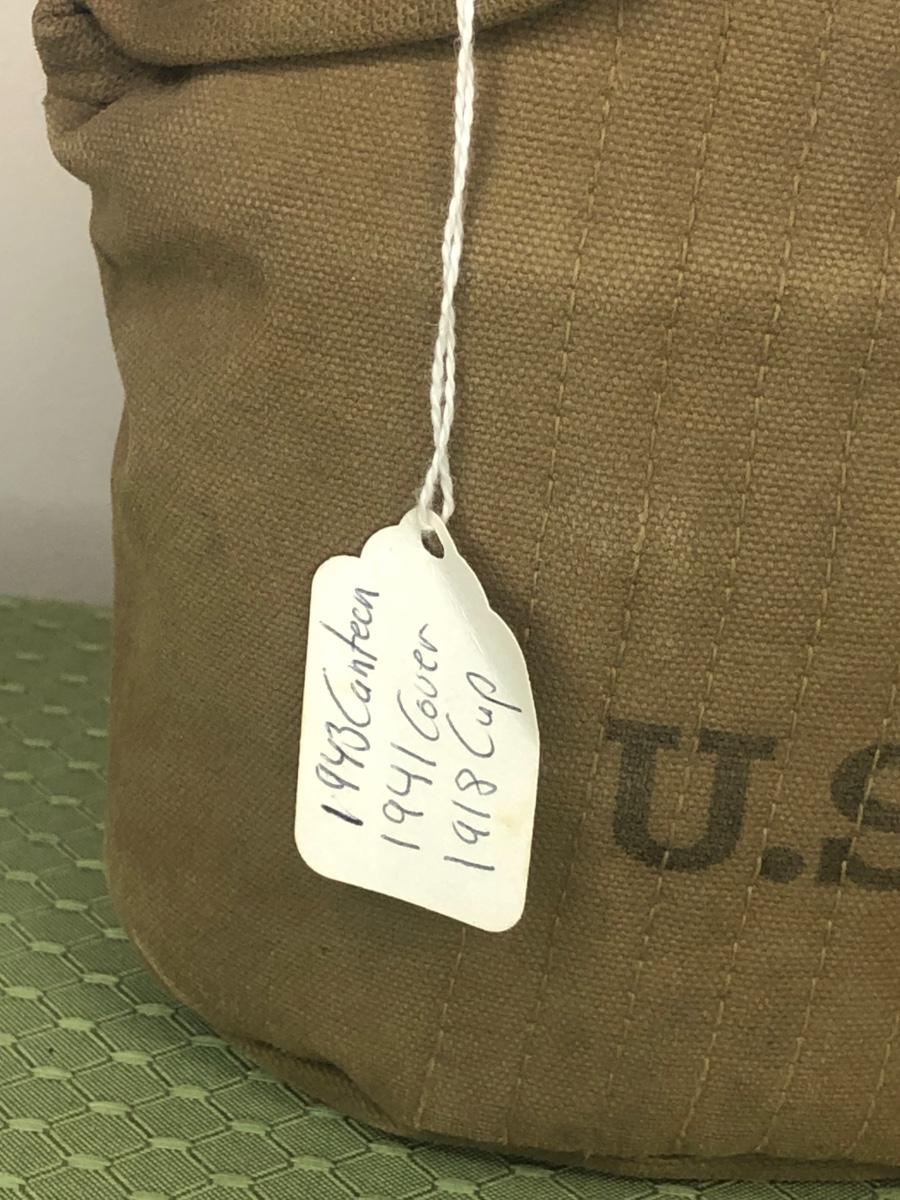 1943 Canteen
1941 Cover
1918 Cup
U.S